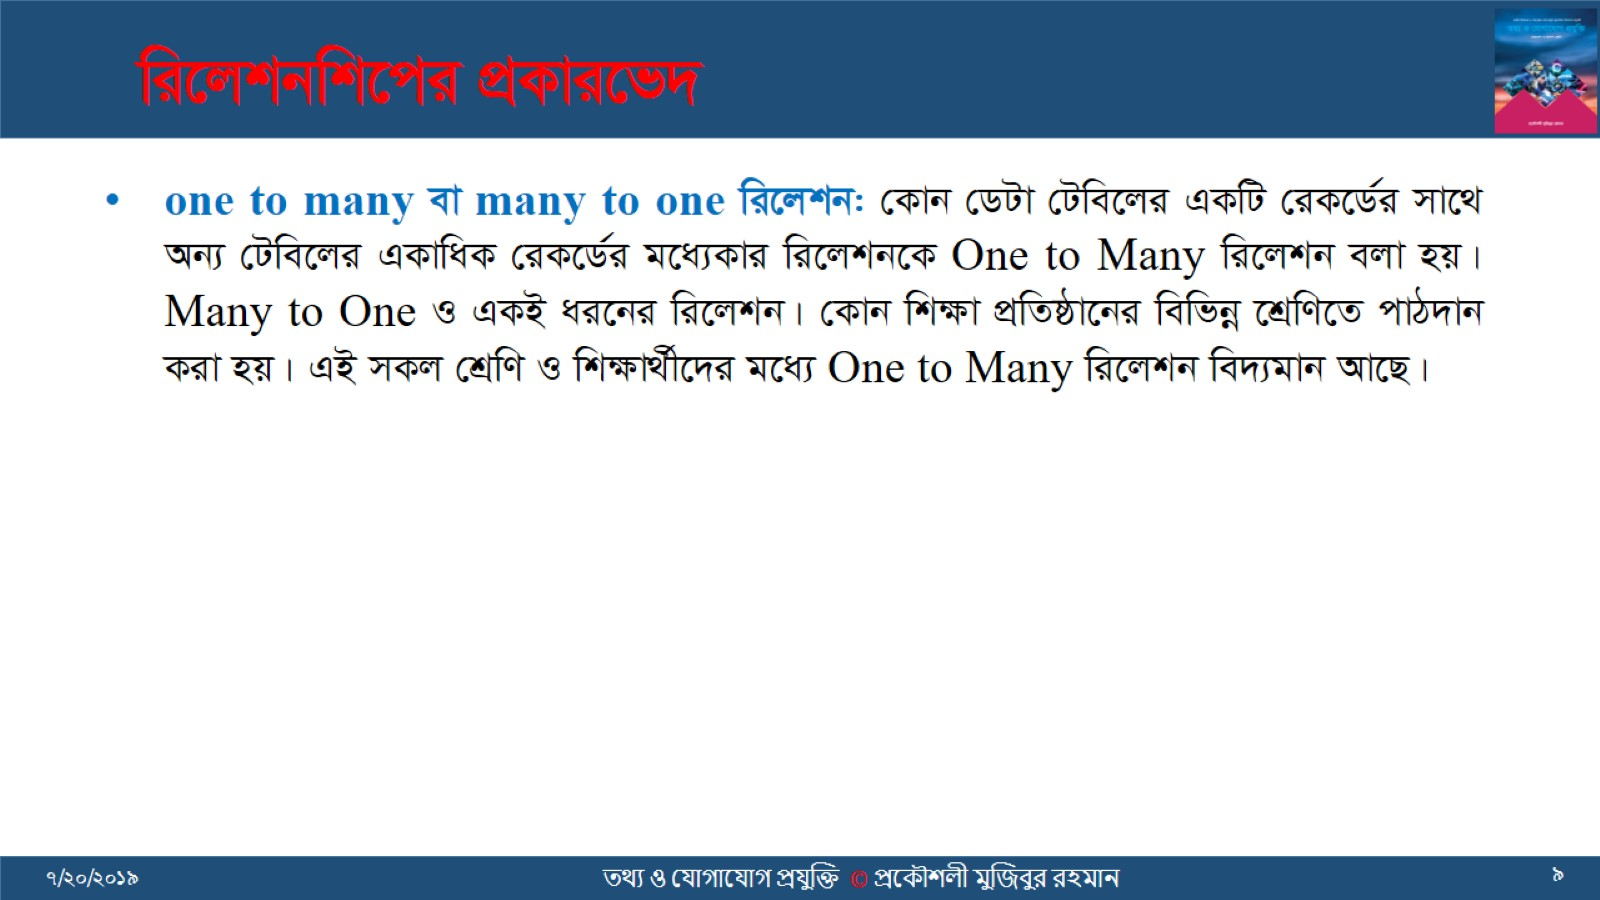 রিলেশনশিপের প্রকারভেদ
তথ্য ও যোগাযোগ প্রযুক্তি
• one to many বা many to one রিলেশন: কোন ডেটা টেবিলের একটি রেকর্ডের সাথে
অন্য টেবিলের একাধিক রেকর্ডের মধ্যেকার রিলেশনকে One to Many রিলেশন বলা হয়।
Many to One ও একই ধরনের রিলেশন। কোন শিক্ষা প্রতিষ্ঠানের বিভিন্ন শ্রেণিতে পাঠদান
করা হয়। এই সকল শ্রেণি ও শিক্ষার্থীদের মধ্যে One to Many রিলেশন বিদ্যমান আছে।
৭/২০/২০১৯
তথ্য ও যোগাযোগ প্রযুক্তি © প্রকৌশলী মুজিবুর রহমান
৯